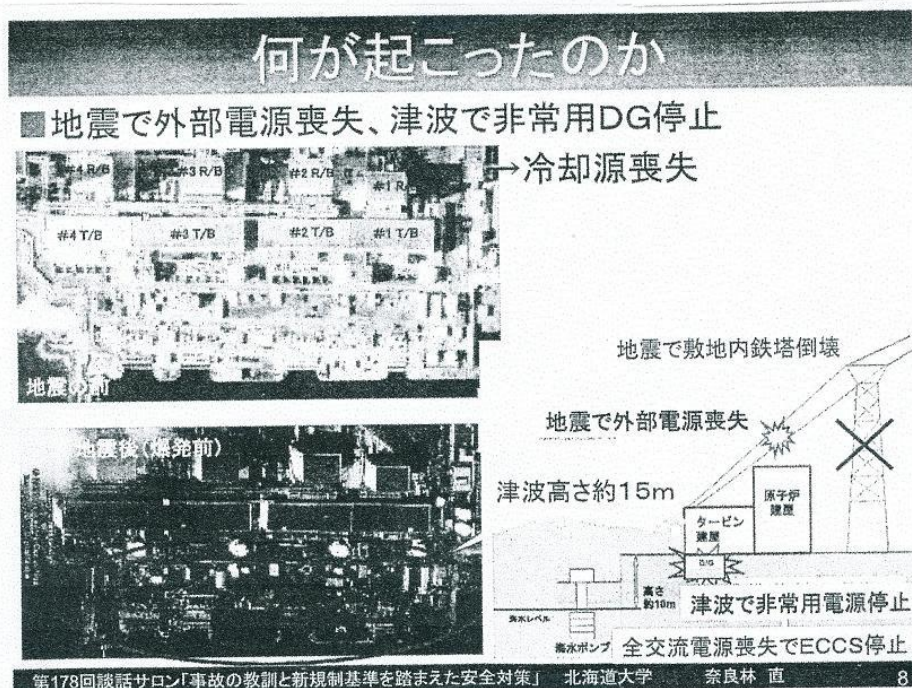 何が起こったのか
■地震で外部電源喪失、津波で非常用DG停止
→冷却源喪失
#4 R/B
#3 R/B
#2 R/B
#1 R/
#4 T/B
#3 T/B
#2 T/B
#1 T/B
地震の前
地震後(爆発前)
地震で敷地内鉄塔倒壊
地震で外部電源喪失
津波高さ約15m
原子炉
建屋
タービン
建屋
D/G
高さ
約10m
津波で非常用電源停止
海水レベル
海水ポンプ
全交流電源喪失でECCS停止
第178回談話サロン「事故の教訓と新規制基準を踏まえた安全対策」 北海道大学 奈良林 直 8